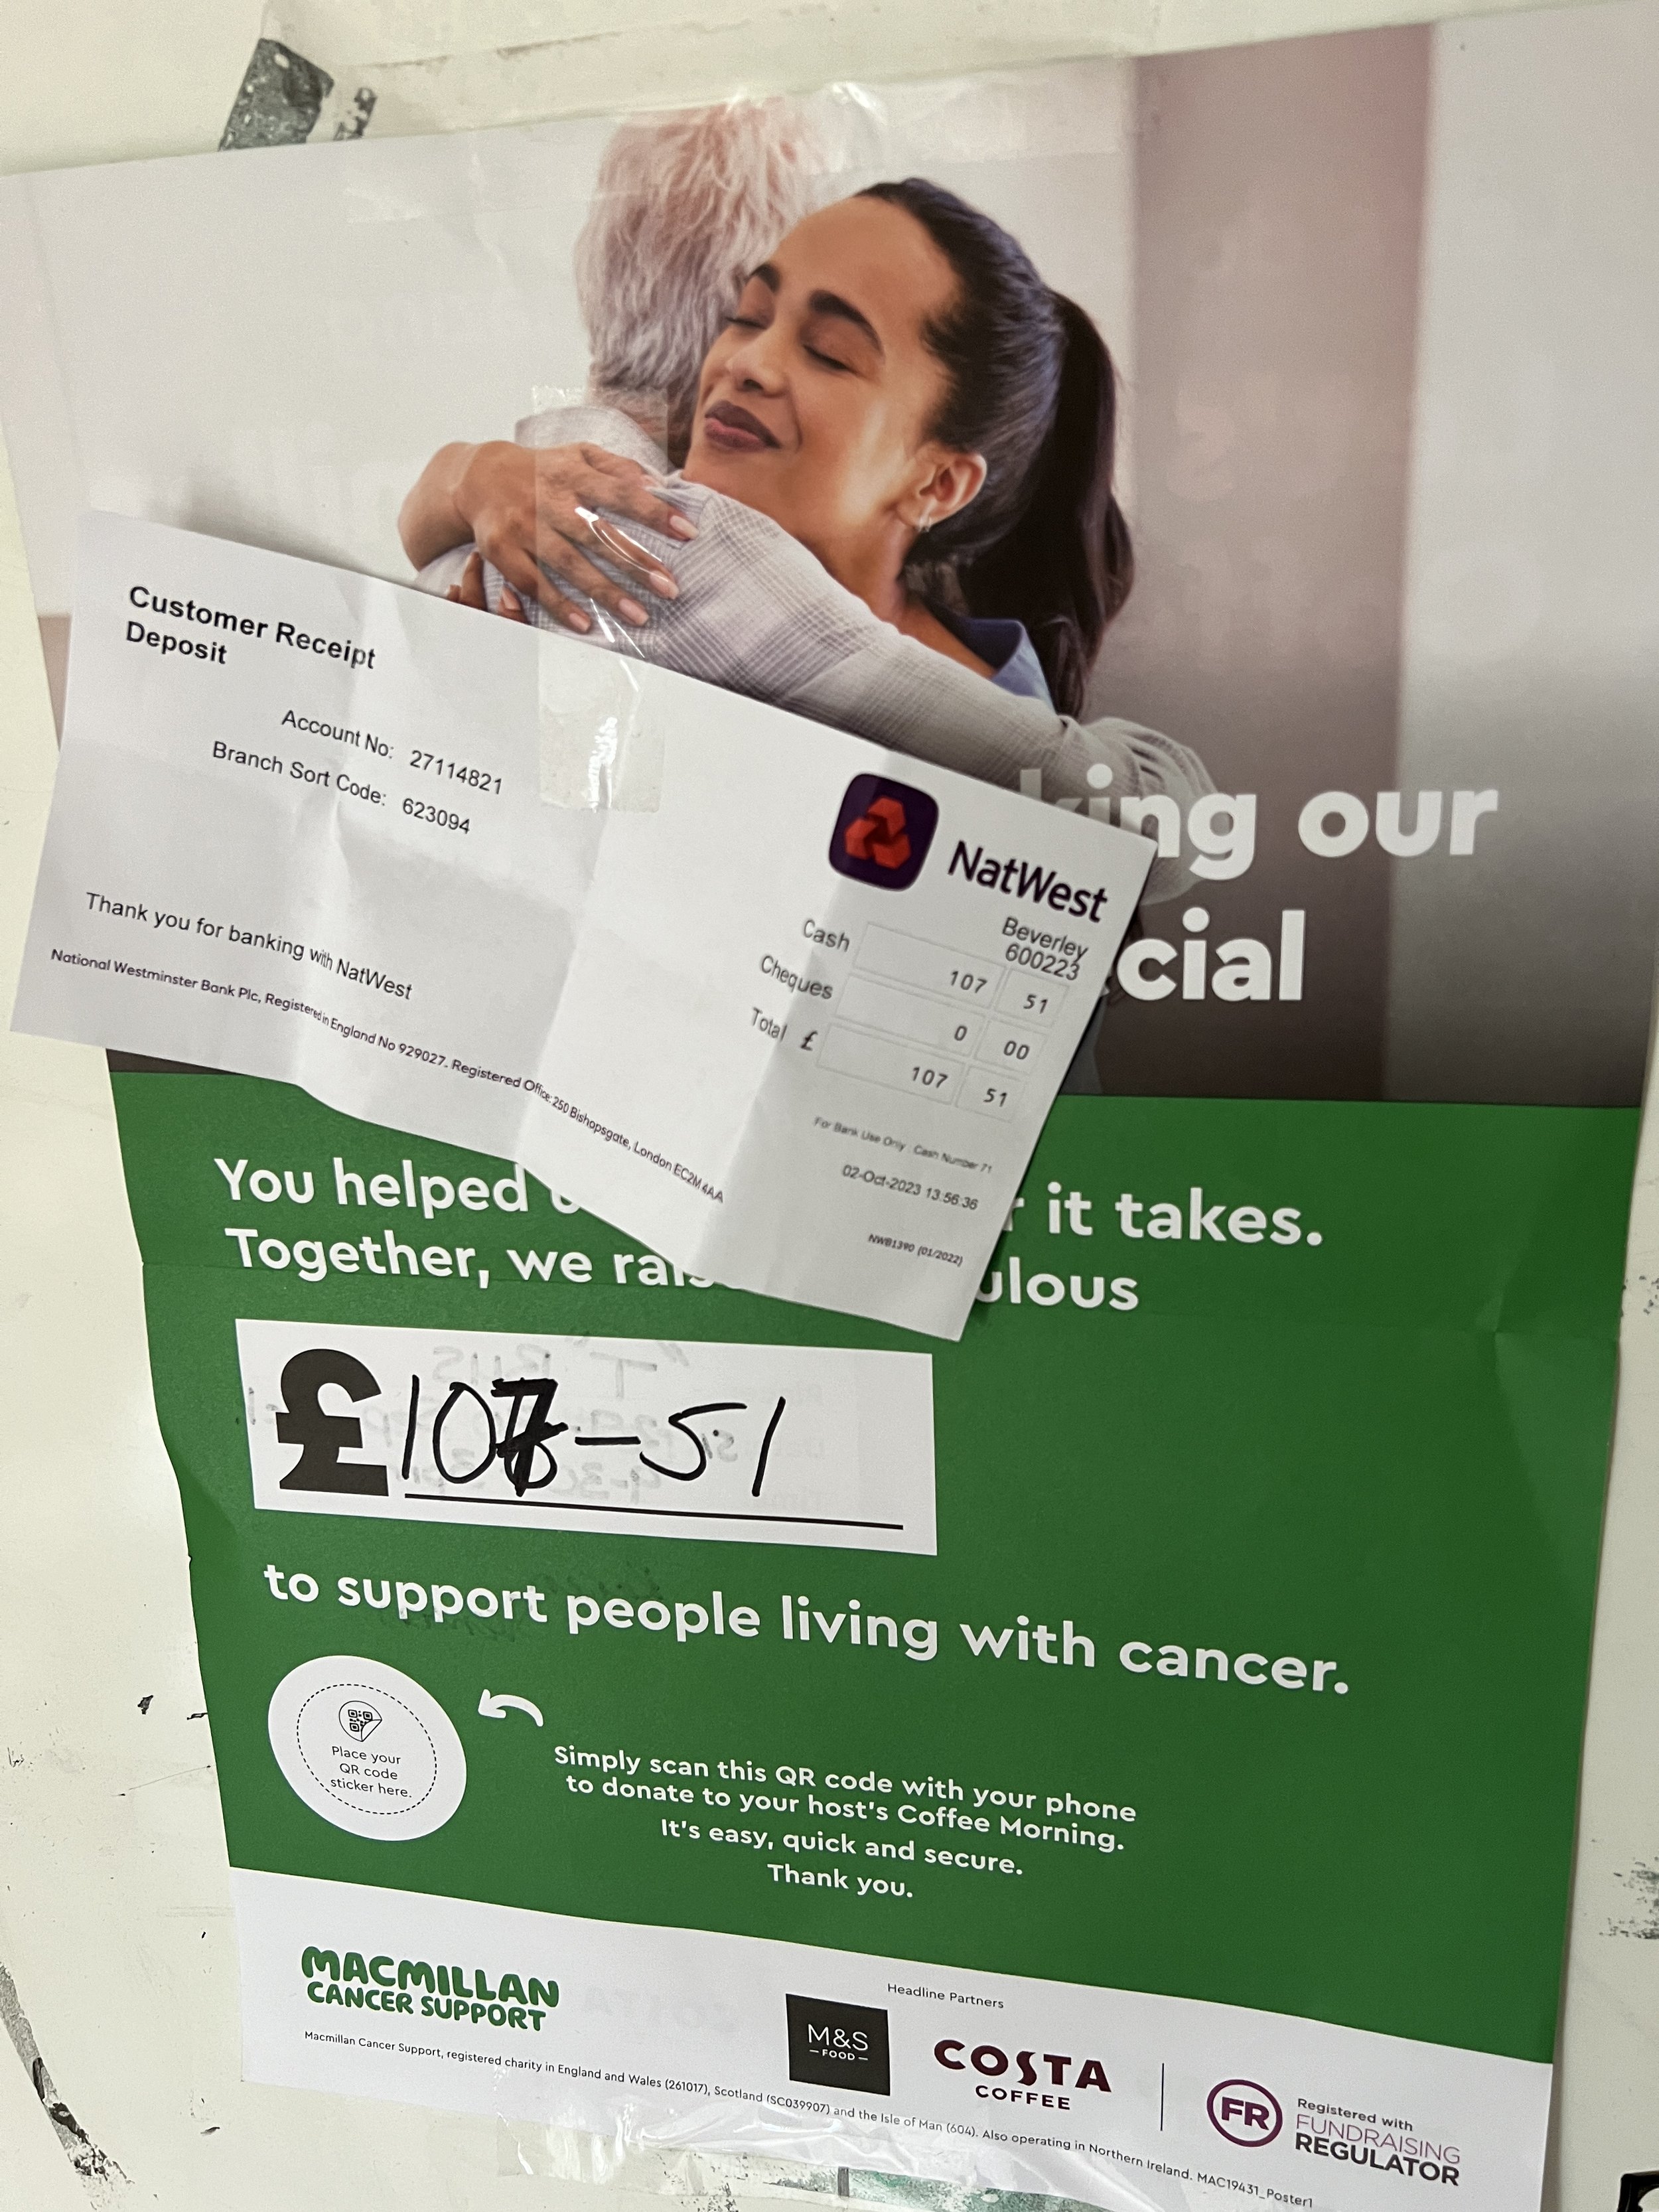 king our
cial
Customer Receipt
Deposit
Account No: 27114821
Branch Sort Code: 623094
Thank you for banking with NatWest
National Westminster Bank Plc, Registered in England No 929027. Registered Office: 250 Bishopsgate, London EC2M 4AA
NatWest
Beverley
600223
Cash 107 51
Cheques 0 00
Total £ 107 51
For Bank Use Only : Cash Number 71
02-Oct-2023 13:56:36
NWB1390 (01/2022)
You helped it takes.
Together, we rais ulous
£107-51
to support people living with cancer.
Place your
QR code
sticker here.
Simply scan this QR code with your phone
to donate to your host's Coffee Morning.
It's easy, quick and secure.
Thank you.
MACMILLAN
CANCER SUPPORT
Headline Partners
M&S
FOOD
COSTA
COFFEE
FR
Registered with
FUNDRAISING
REGULATOR
Macmillan Cancer Support, registered charity in England and Wales (261017), Scotland (SC039907) and the Isle of Man (604). Also operating in Northern Ireland. MAC19431_Poster1